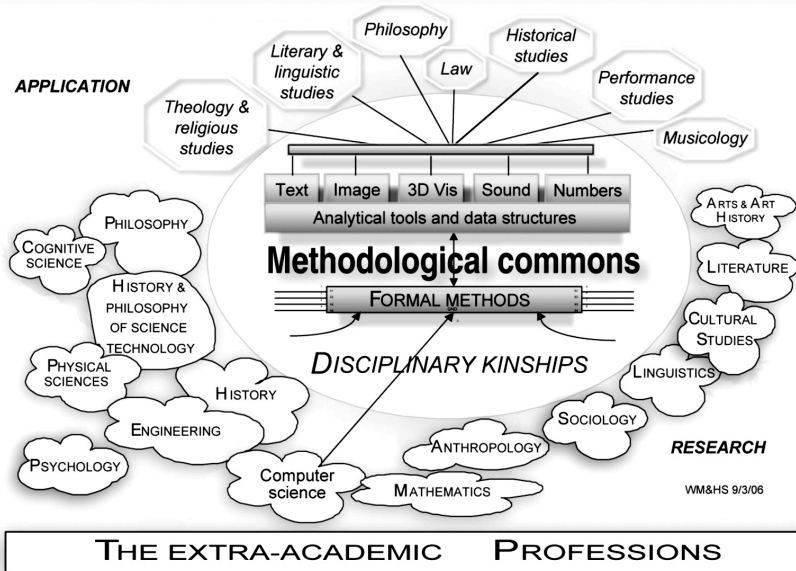 APPLICATION
Theology &
religious
studies
Literary &
linguistic
studies
Philosophy
Law
Historical
studies
Performance
studies
Musicology
Text
Image
3D Vis
Sound
Numbers
Analytical tools and data structures
Methodological commons
FORMAL METHODS
DISCIPLINARY KINSHIPS
COGNITIVE
SCIENCE
PHILOSOPHY
HISTORY &
PHILOSOPHY
OF SCIENCE
TECHNOLOGY
PHYSICAL
SCIENCES
HISTORY
ENGINEERING
PSYCHOLOGY
Computer
science
MATHEMATICS
ANTHROPOLOGY
SOCIOLOGY
LINGUISTICS
CULTURAL
STUDIES
LITERATURE
ARTS & ART
HISTORY
RESEARCH
WM&HS 9/3/06
THE EXTRA-ACADEMIC PROFESSIONS